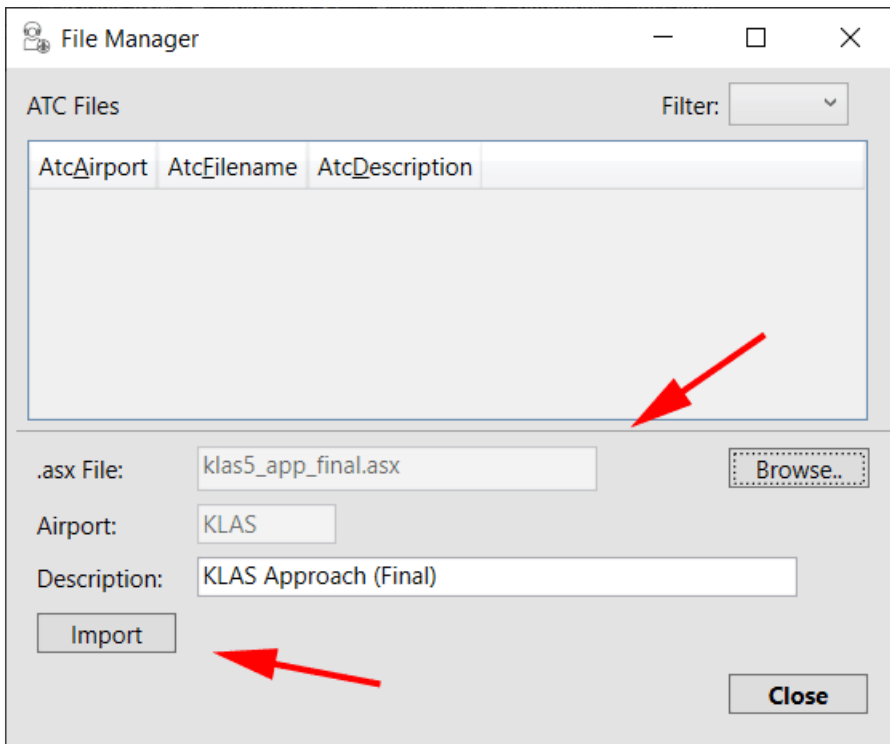 File Manager
ATC Files Filter:
AtcAirport AtcFilename AtcDescription
.asx File: klas5_app_final.asx Browse..
Airport: KLAS
Description: KLAS Approach (Final)
Import
Close